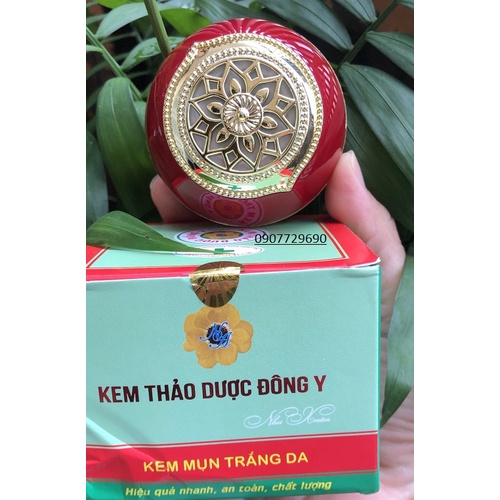 0907729690
KEM THẢO DƯỢC ĐÔNG Y
KEM MỤN TRẮNG DA
Hiệu quả nhanh, an toàn, chất lượng